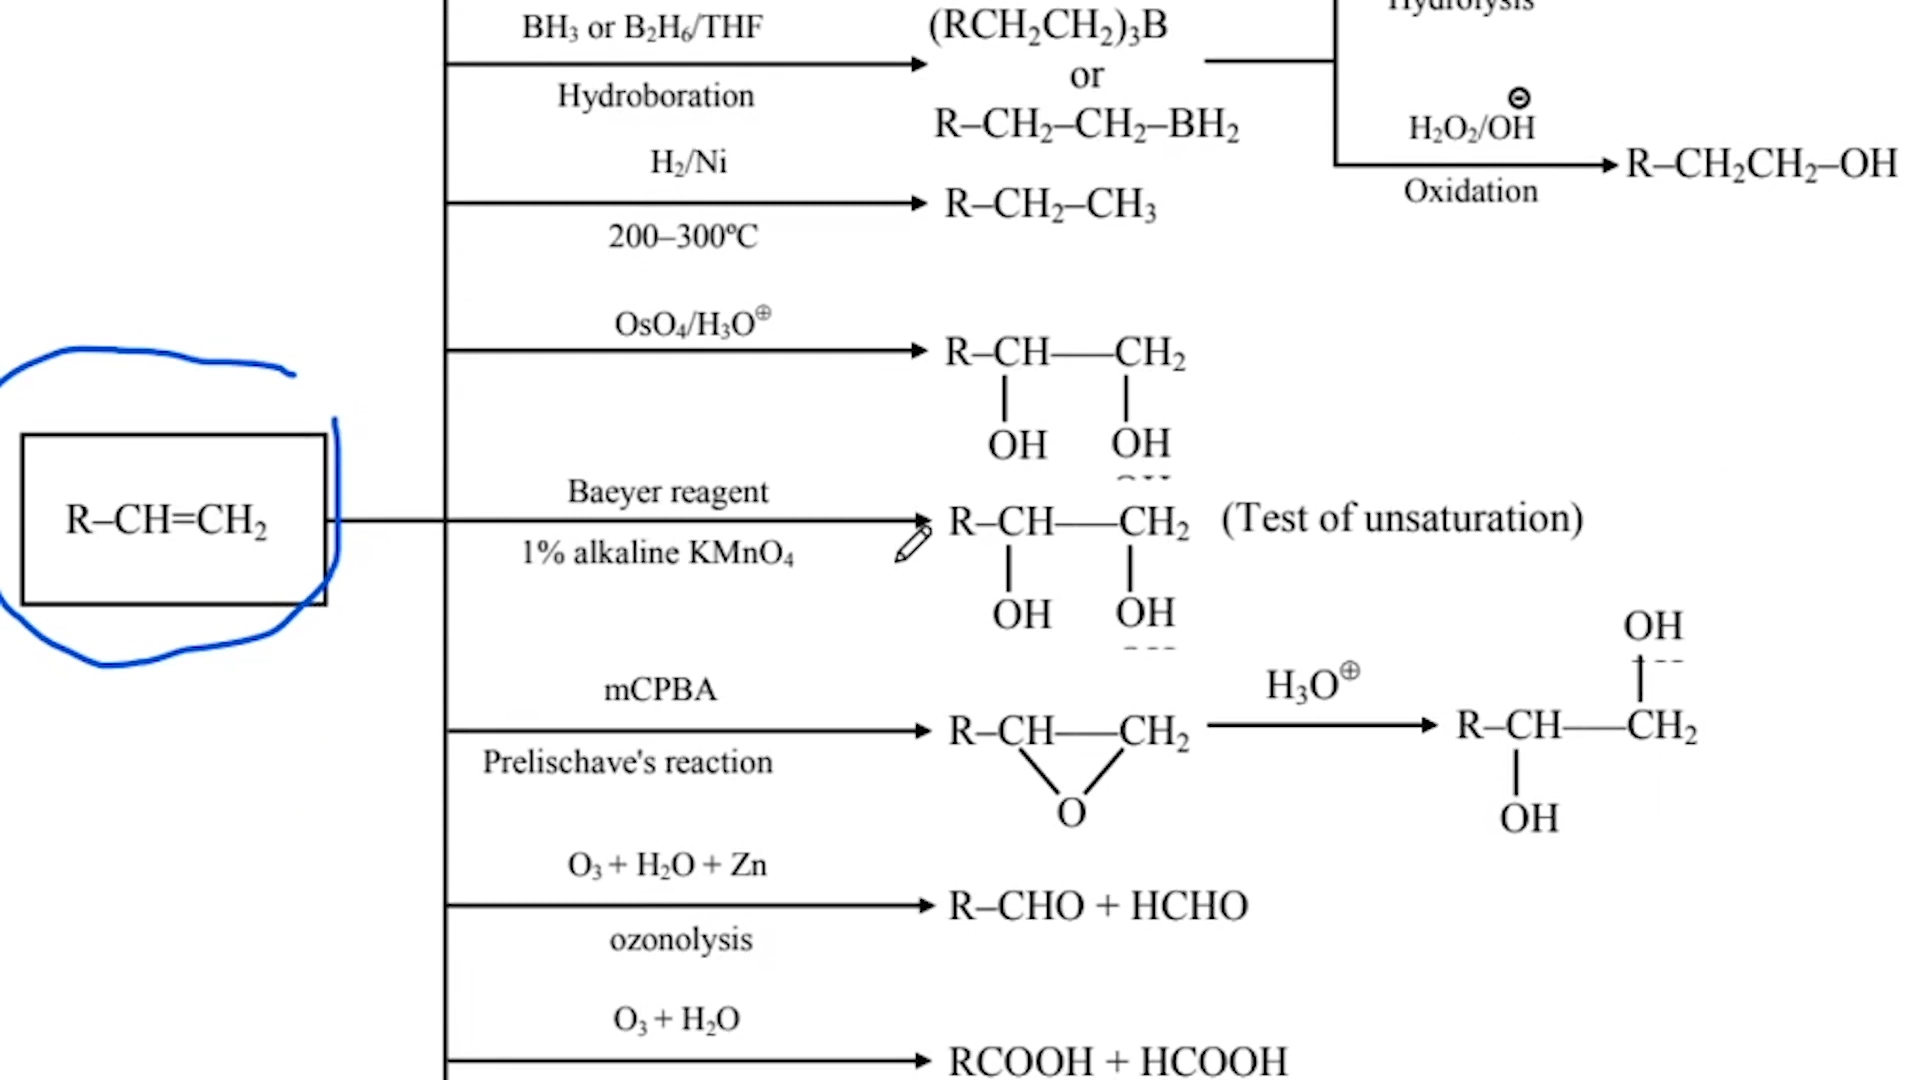 Hydrolysis
BH₃ or B₂H₆/THF
Hydroboration
(RCH₂CH₂)₃B
or
R–CH₂–CH₂–BH₂
H₂O₂/OH⊖
Oxidation
R–CH₂CH₂–OH
H₂/Ni
200–300ºC
R–CH₂–CH₃
OsO₄/H₃O⊕
R–CH—CH₂
OH OH
R–CH=CH₂
Baeyer reagent
1% alkaline KMnO₄
R–CH—CH₂ (Test of unsaturation)
OH OH
mCPBA
Prelischave's reaction
R–CH—CH₂
O
H₃O⊕
OH
R–CH—CH₂
OH
O₃ + H₂O + Zn
ozonolysis
R–CHO + HCHO
O₃ + H₂O
RCOOH + HCOOH